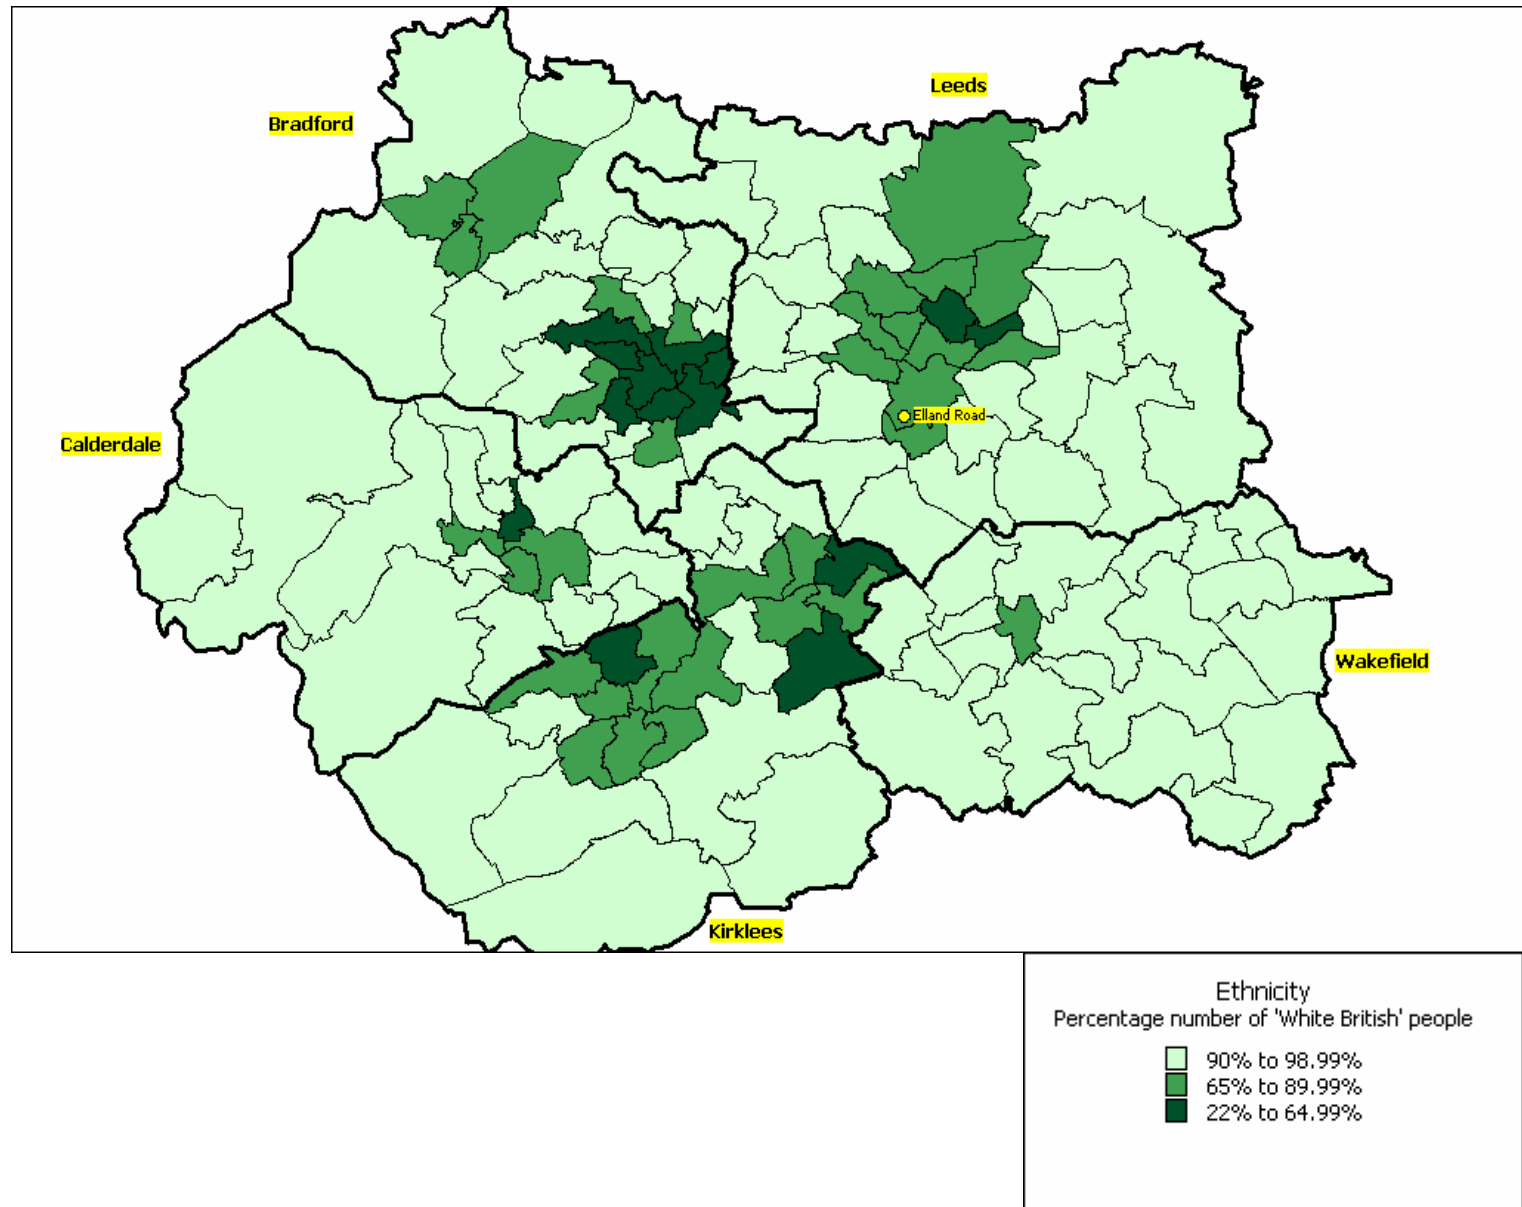 Leeds
Bradford
Elland Road
Calderdale
Wakefield
Kirklees
Ethnicity
Percentage number of 'White British' people
90% to 98.99%
65% to 89.99%
22% to 64.99%